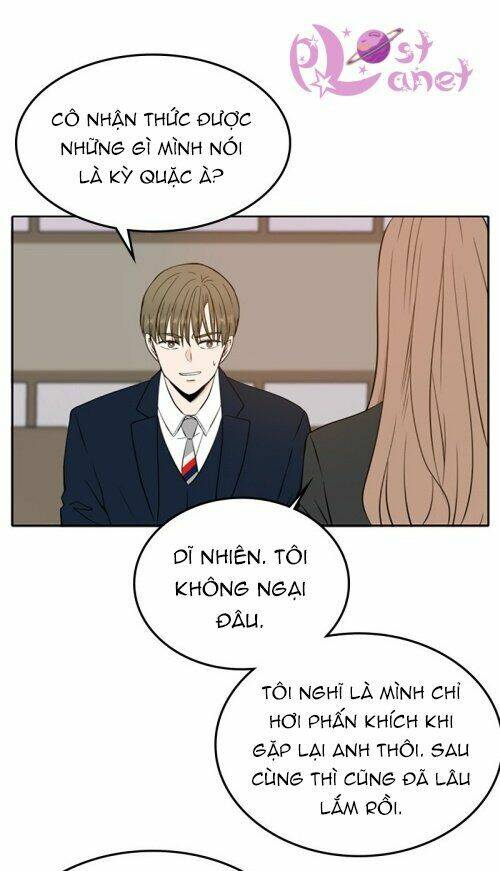 Lost
Planet
CÔ NHẬN THỨC ĐƯỢC
NHỮNG GÌ MÌNH NÓI
LÀ KỲ QUẶC À?
DĨ NHIÊN. TÔI
KHÔNG NGẠI
ĐÂU.
TÔI NGHĨ LÀ MÌNH CHỈ
HƠI PHẤN KHÍCH KHI
GẶP LẠI ANH THÔI. SAU
CÙNG THÌ CŨNG ĐÃ LÂU
LẮM RỒI.